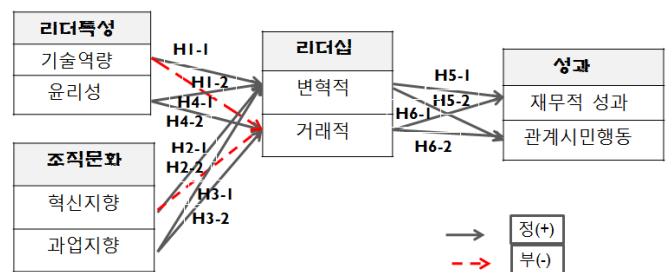 리더특성
기술역량
윤리성
조직문화
혁신지향
과업지향
H1-1
H1-2
H4-1
H4-2
H2-1
H2-2
H3-1
H3-2
리더십
변혁적
거래적
H5-1
H5-2
H6-1
H6-2
성과
재무적 성과
관계시민행동
정(+)
부(-)